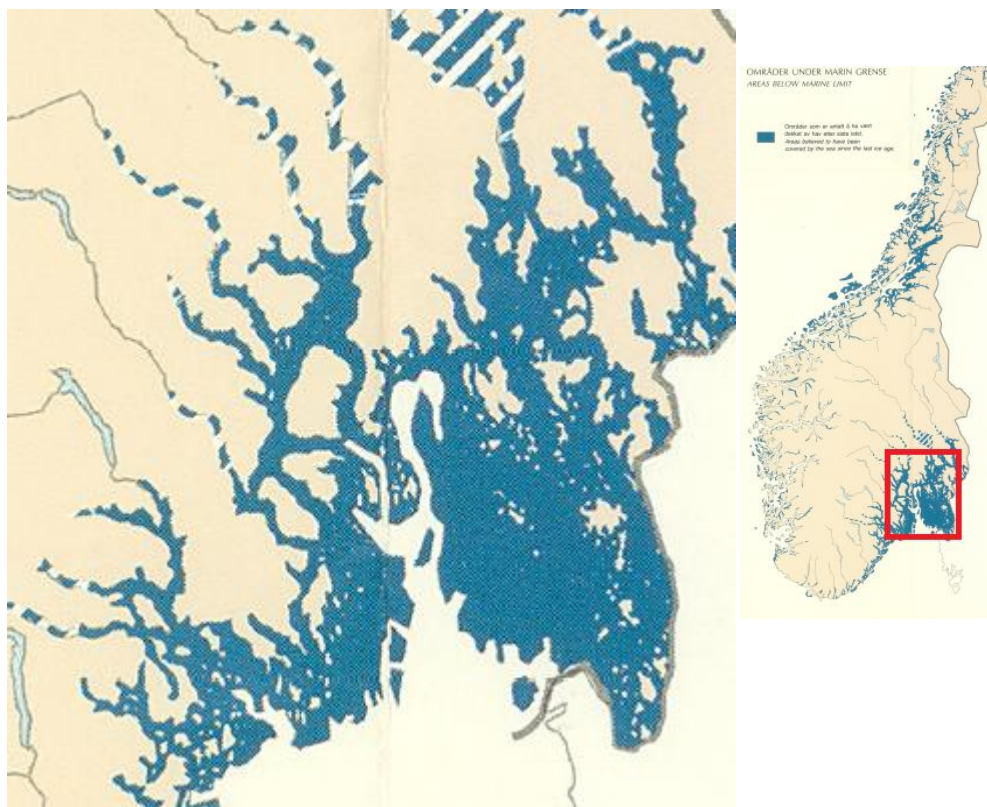 OMRÅDER UNDER MARIN GRENSE
AREAS BELOW MARINE LIMIT
Områder som er antatt å ha vært
dekket av hav etter siste istid.
Areas believed to have been
covered by the sea since the last ice age.